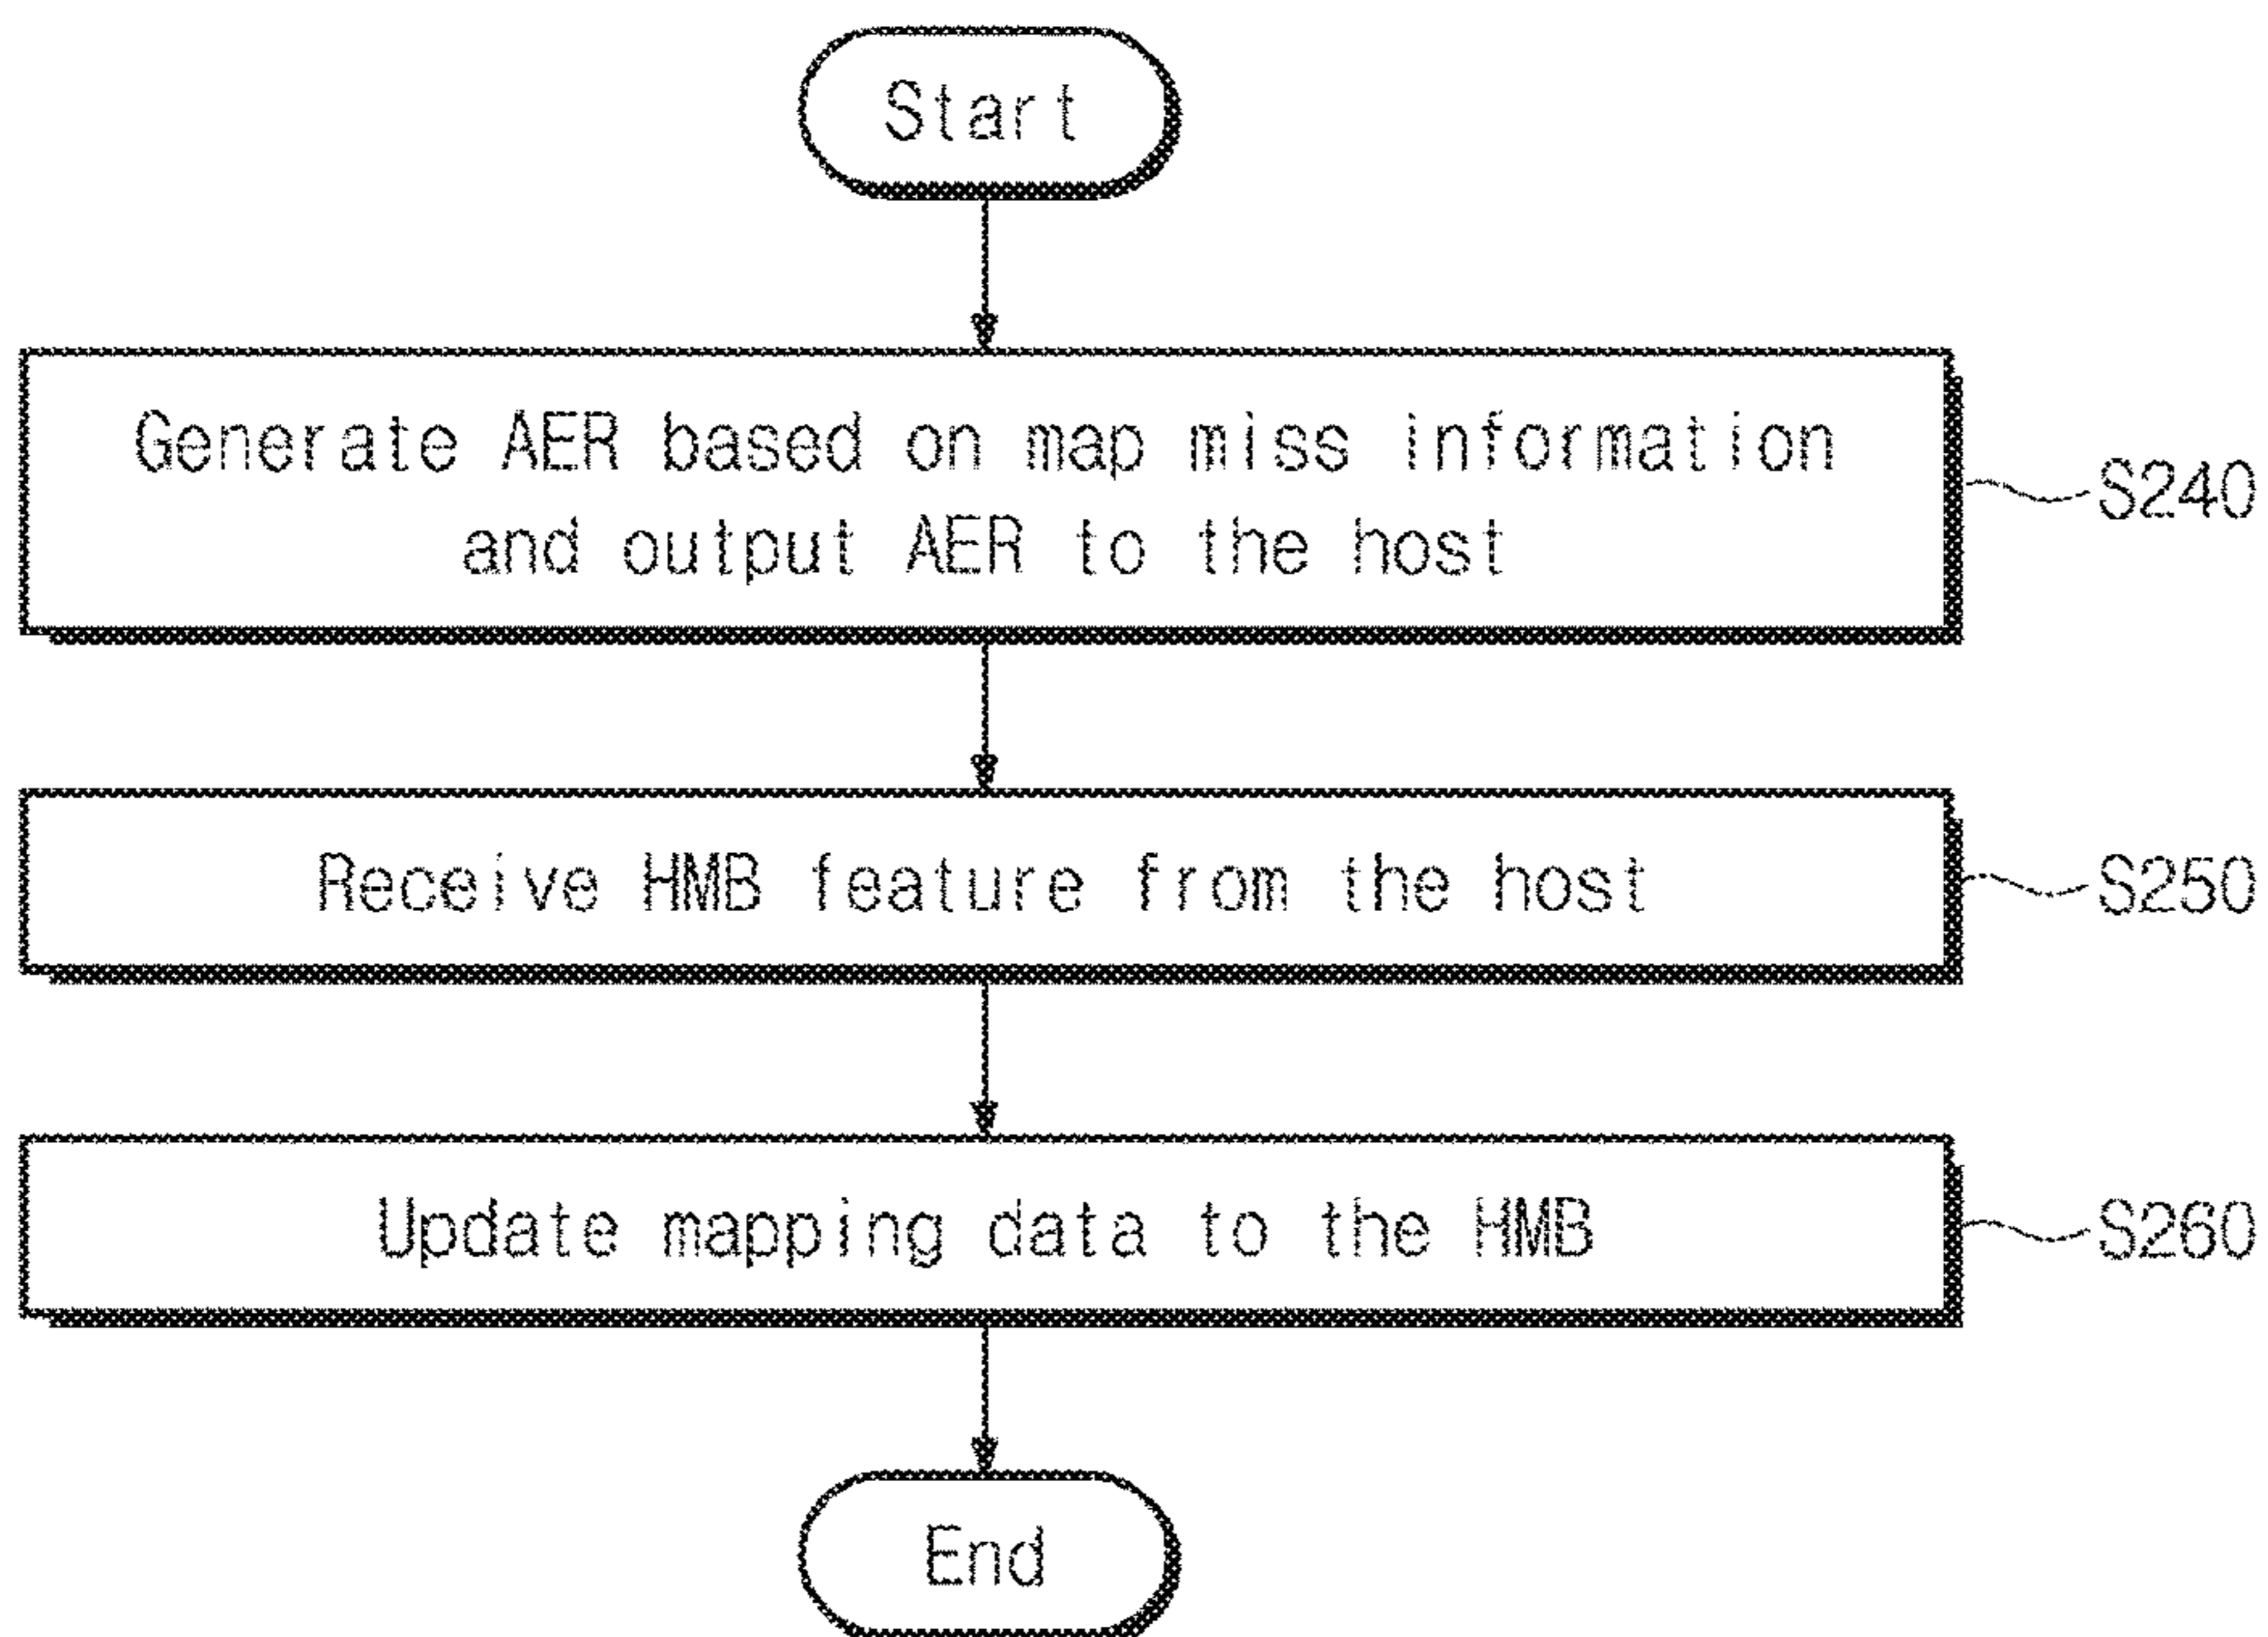 Start
Generate AER based on map miss information
and output AER to the host
S240
Receive HMB feature from the host
S250
Update mapping data to the HMB
S260
End